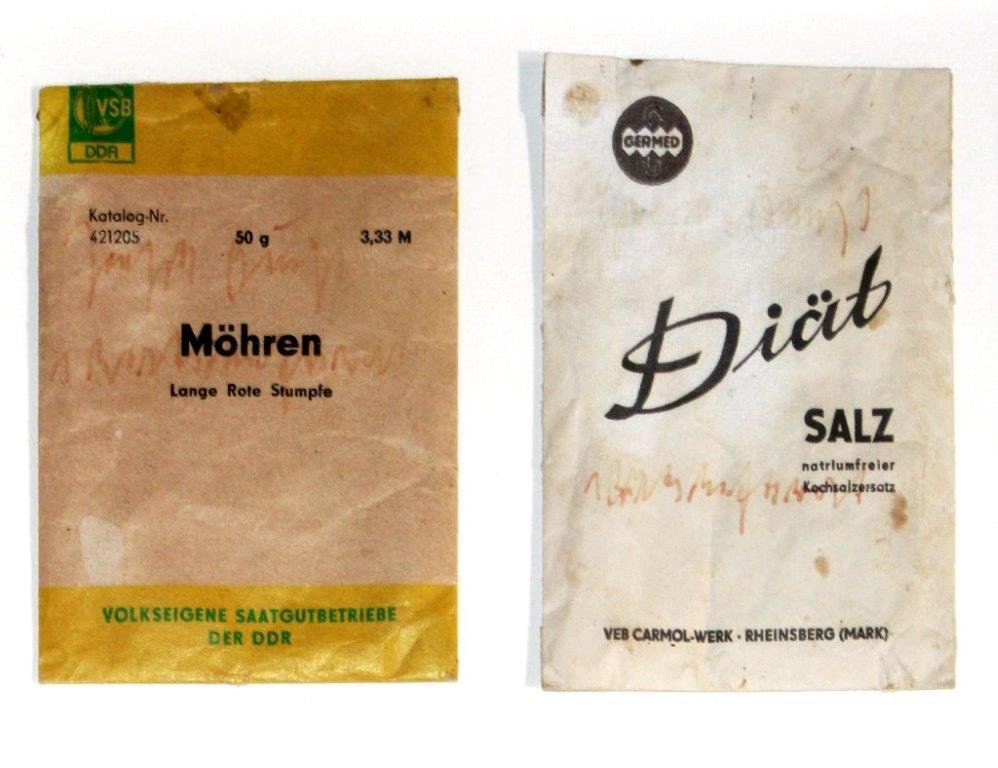 VSB
DDR
Katalog-Nr.
421205 50 g 3,33 M
Möhren
Lange Rote Stumpfe
VOLKSEIGENE SAATGUTBETRIEBE
DER DDR
GERMED
Diät
SALZ
natriumfreier
Kochsalzersatz
VEB CARMOL-WERK · RHEINSBERG (MARK)